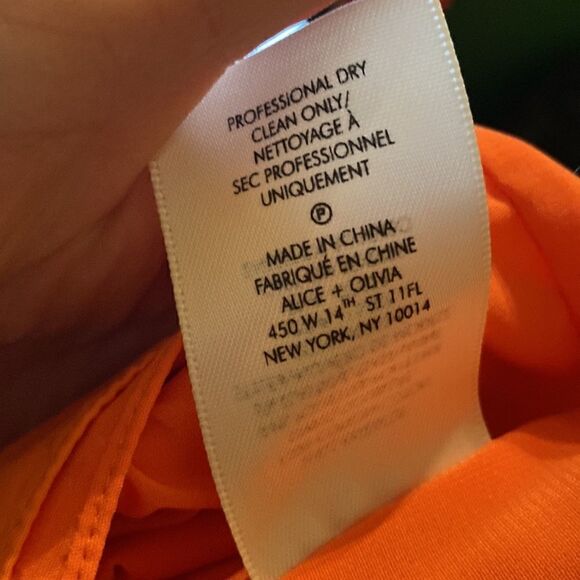 PROFESSIONAL DRY
CLEAN ONLY/
NETTOYAGE À
SEC PROFESSIONNEL
UNIQUEMENT
P
MADE IN CHINA
FABRIQUÉ EN CHINE
ALICE + OLIVIA
450 W 14TH ST 11FL
NEW YORK, NY 10014